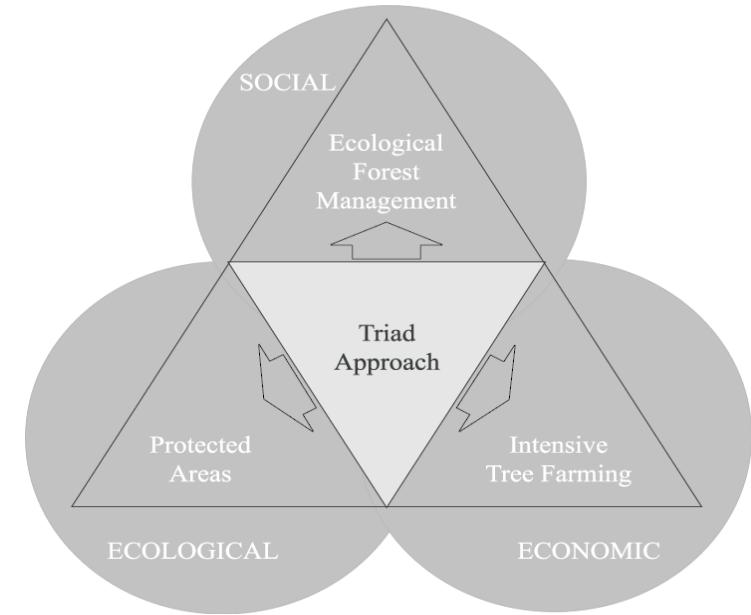 SOCIAL
Ecological
Forest
Management
Triad
Approach
Protected
Areas
Intensive
Tree Farming
ECOLOGICAL
ECONOMIC